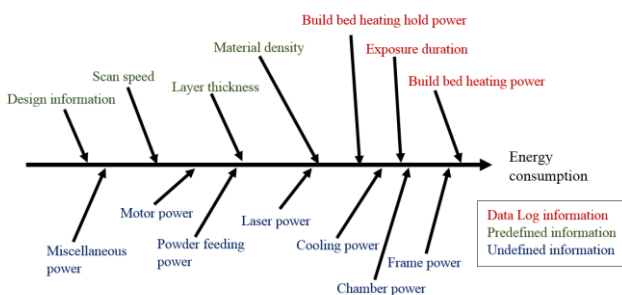 Build bed heating hold power
Material density
Exposure duration
Scan speed
Build bed heating power
Layer thickness
Design information
Energy
consumption
Motor power
Laser power
Miscellaneous
power
Powder feeding
power
Cooling power
Frame power
Chamber power
Data Log information
Predefined information
Undefined information